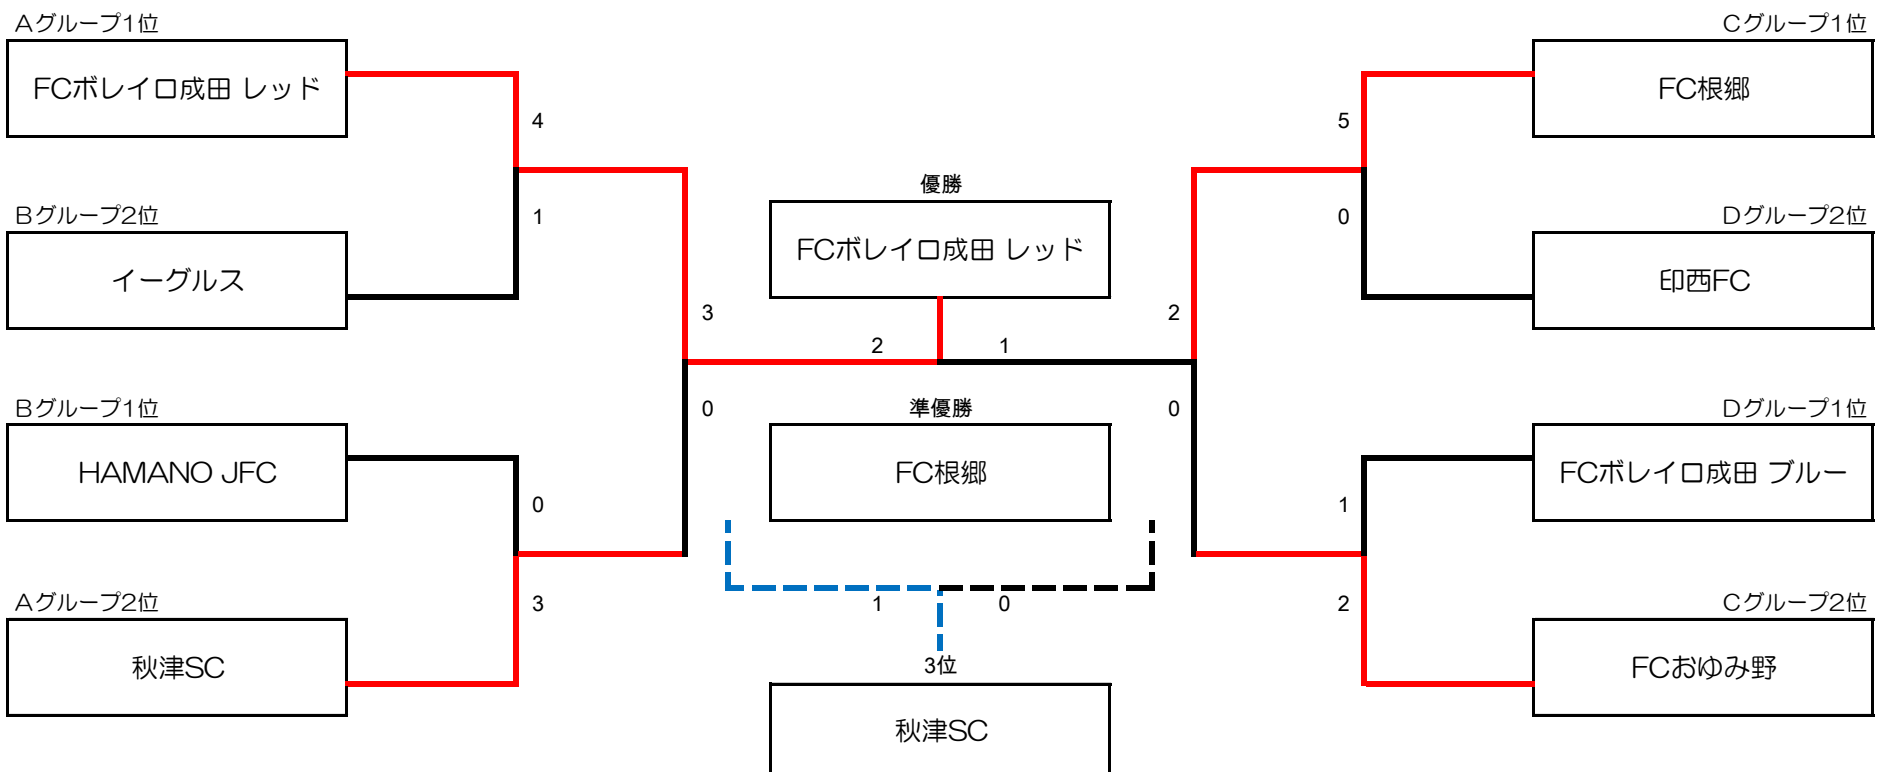 Aグループ1位
FCボレイロ成田 レッド
4
1
Bグループ2位
イーグルス
3
0
Bグループ1位
HAMANO JFC
0
3
Aグループ2位
秋津SC
優勝
FCボレイロ成田 レッド
2
1
準優勝
FC根郷
1
0
3位
秋津SC
Cグループ1位
FC根郷
5
0
Dグループ2位
印西FC
2
0
Dグループ1位
FCボレイロ成田 ブルー
1
2
Cグループ2位
FCおゆみ野